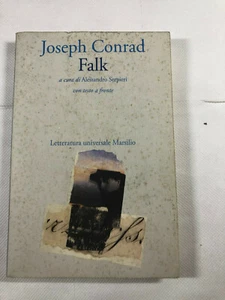 Joseph Conrad
Falk
a cura di Alessandro Serpieri
con testo a fronte
Letteratura universale Marsilio